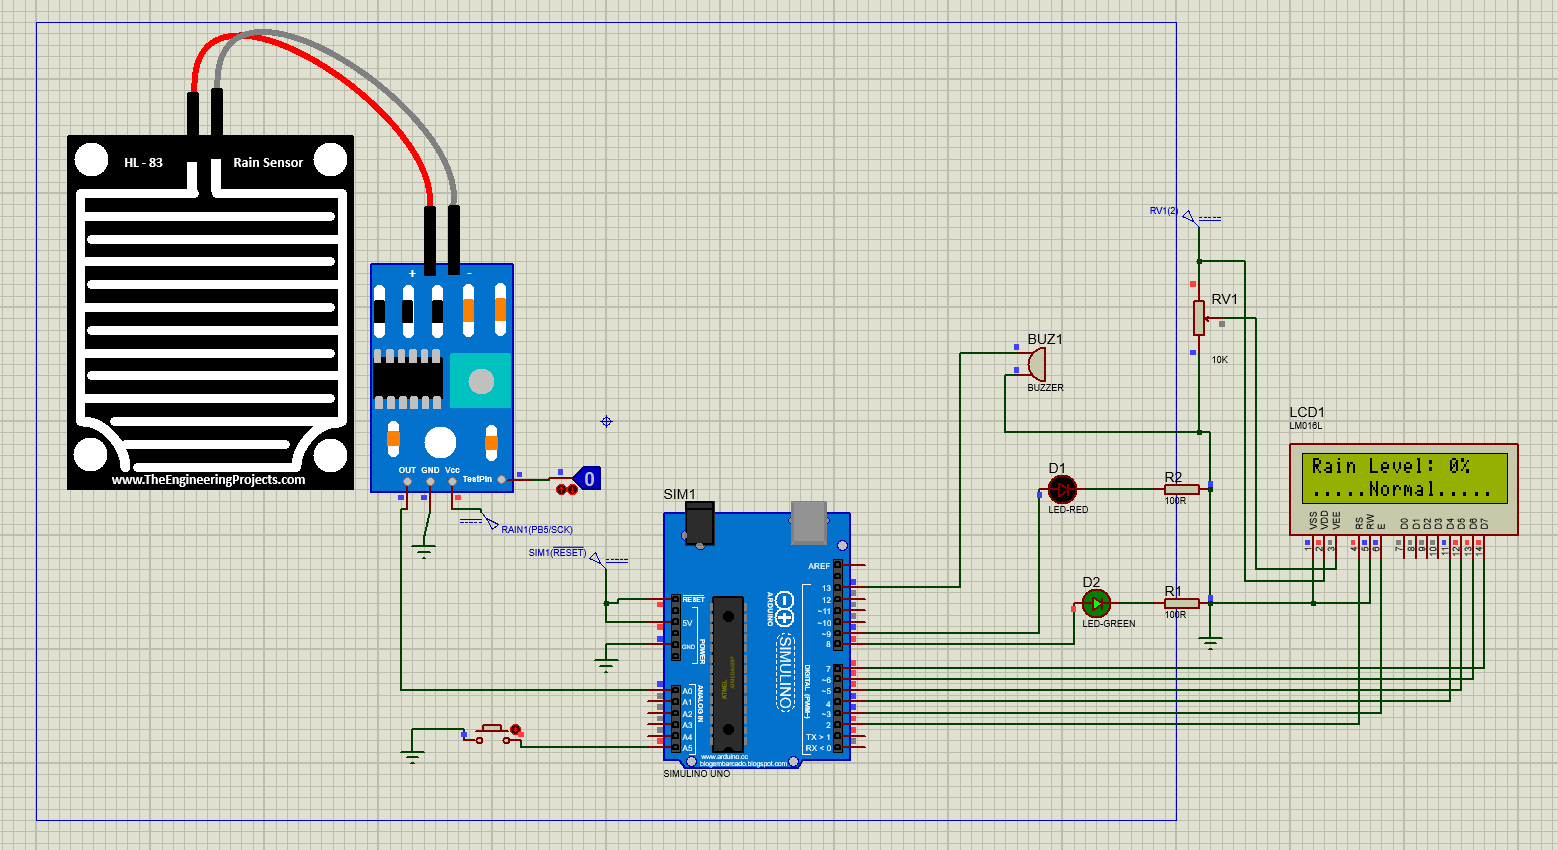 HL - 83
Rain Sensor
www.TheEngineeringProjects.com
+ -
OUT GND Vcc TestPin
0
RAIN1(PB5/SCK)
SIM1(RESET)
SIM1
AREF
RESET
5V
GND
POWER
A0
A1
A2
A3
A4
A5
ANALOG IN
ARDUINO
SIMULINO
13
12
~11
~10
~9
8
7
~6
~5
4
~3
2
TX > 1
RX < 0
DIGITAL (PWM~)
www.arduino.cc
blogembarcado.blogspot.com
SIMULINO UNO
BUZ1
BUZZER
RV1(2)
RV1
10K
D1
LED-RED
R2
100R
D2
LED-GREEN
R1
100R
LCD1
LM016L
Rain Level: 0%
.....Normal.....
VSS VDD VEE RS RW E D0 D1 D2 D3 D4 D5 D6 D7
1 2 3 4 5 6 7 8 9 10 11 12 13 14